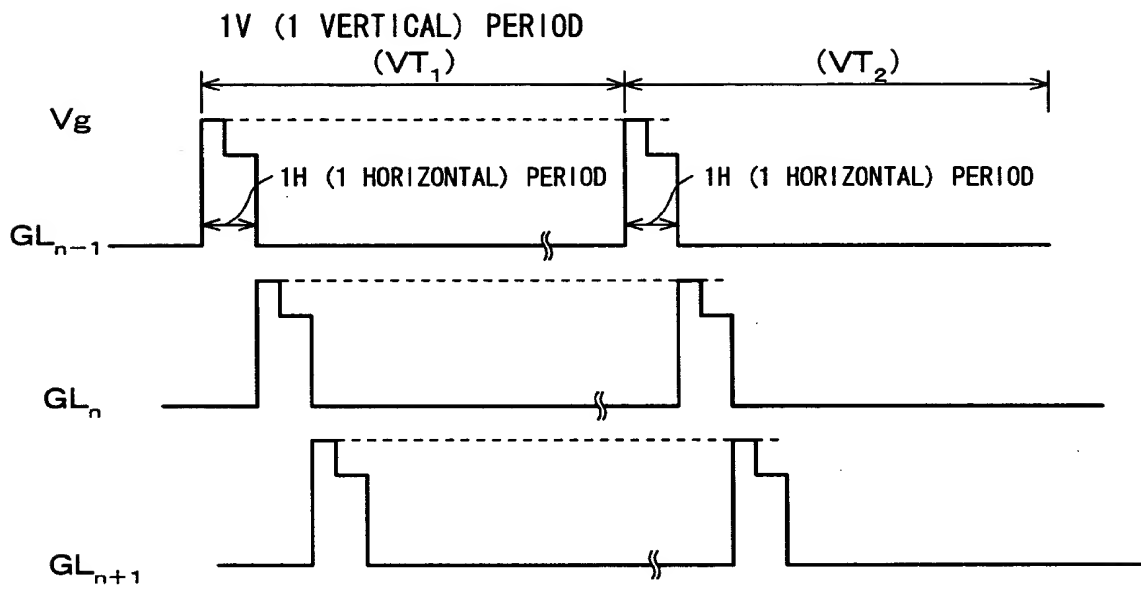 1V (1 VERTICAL) PERIOD
(VT₁) (VT₂)
Vg
1H (1 HORIZONTAL) PERIOD 1H (1 HORIZONTAL) PERIOD
GLₙ₋₁
GLₙ
GLₙ₊₁